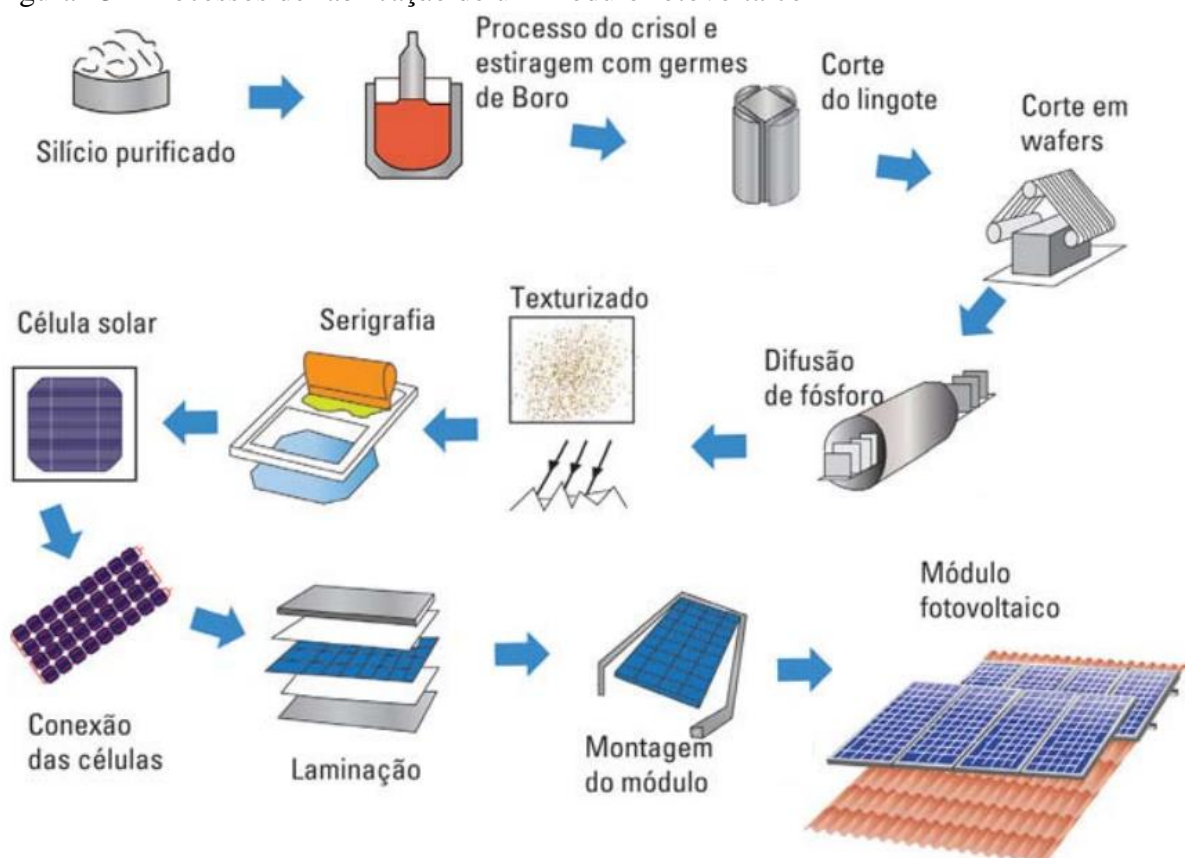 Silício purificado
Processo do crisol e
estiragem com germes
de Boro
Corte
do lingote
Corte em
wafers
Difusão
de fósforo
Texturizado
Serigrafia
Célula solar
Conexão
das células
Laminação
Montagem
do módulo
Módulo
fotovoltaico